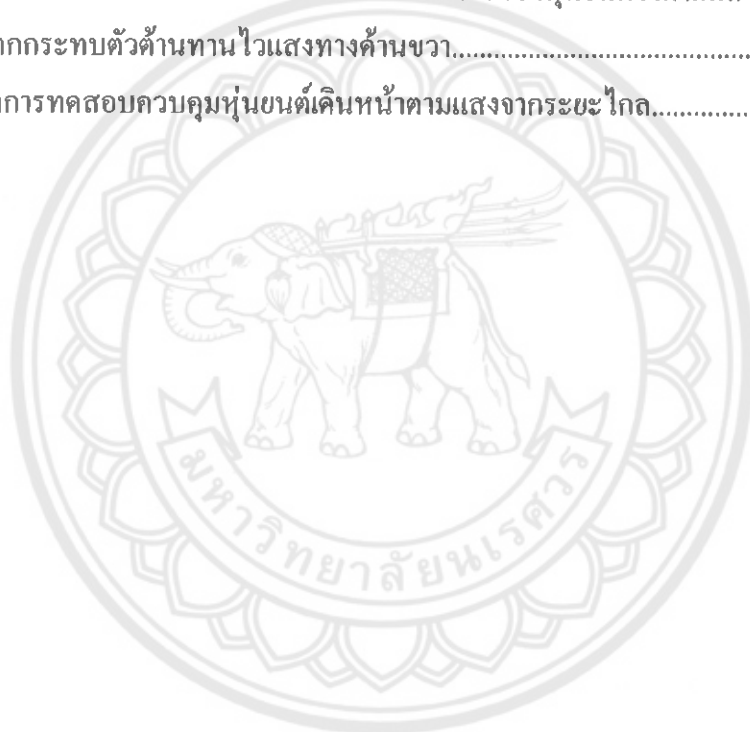 ากกระทบตัวต้านทานไวแสงทางด้านขวา......................................
าการทดสอบควบคุมหุ่นยนต์เดินหน้าตามแสงจากระยะไกล..............
มหาวิทยาลัยนเรศวร